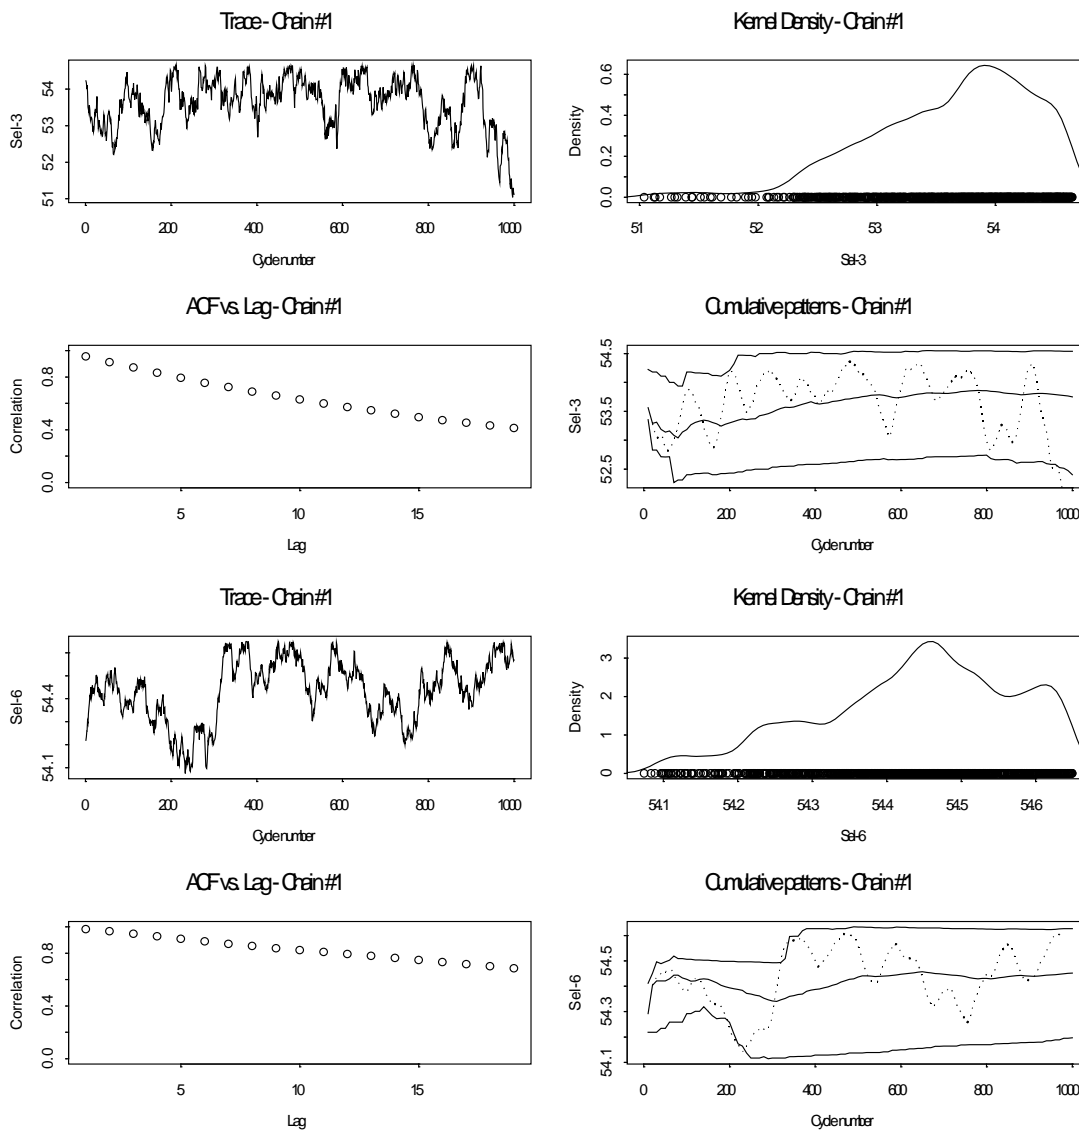 Trace - Chain #1
Kernel Density - Chain #1
Sel-3
54
53
52
51
0
200
400
600
800
1000
Cycle number
Density
0.6
0.4
0.2
0.0
51
52
53
54
Sel-3
ACF vs. Lag - Chain #1
Cumulative patterns - Chain #1
Correlation
0.8
0.4
0.0
5
10
15
Lag
Sel-3
54.5
53.5
52.5
0
200
400
600
800
1000
Cycle number
Trace - Chain #1
Kernel Density - Chain #1
Sel-6
54.4
54.1
0
200
400
600
800
1000
Cycle number
Density
3
2
1
0
54.1
54.2
54.3
54.4
54.5
54.6
Sel-6
ACF vs. Lag - Chain #1
Cumulative patterns - Chain #1
Correlation
0.8
0.4
0.0
5
10
15
Lag
Sel-6
54.5
54.3
54.1
0
200
400
600
800
1000
Cycle number